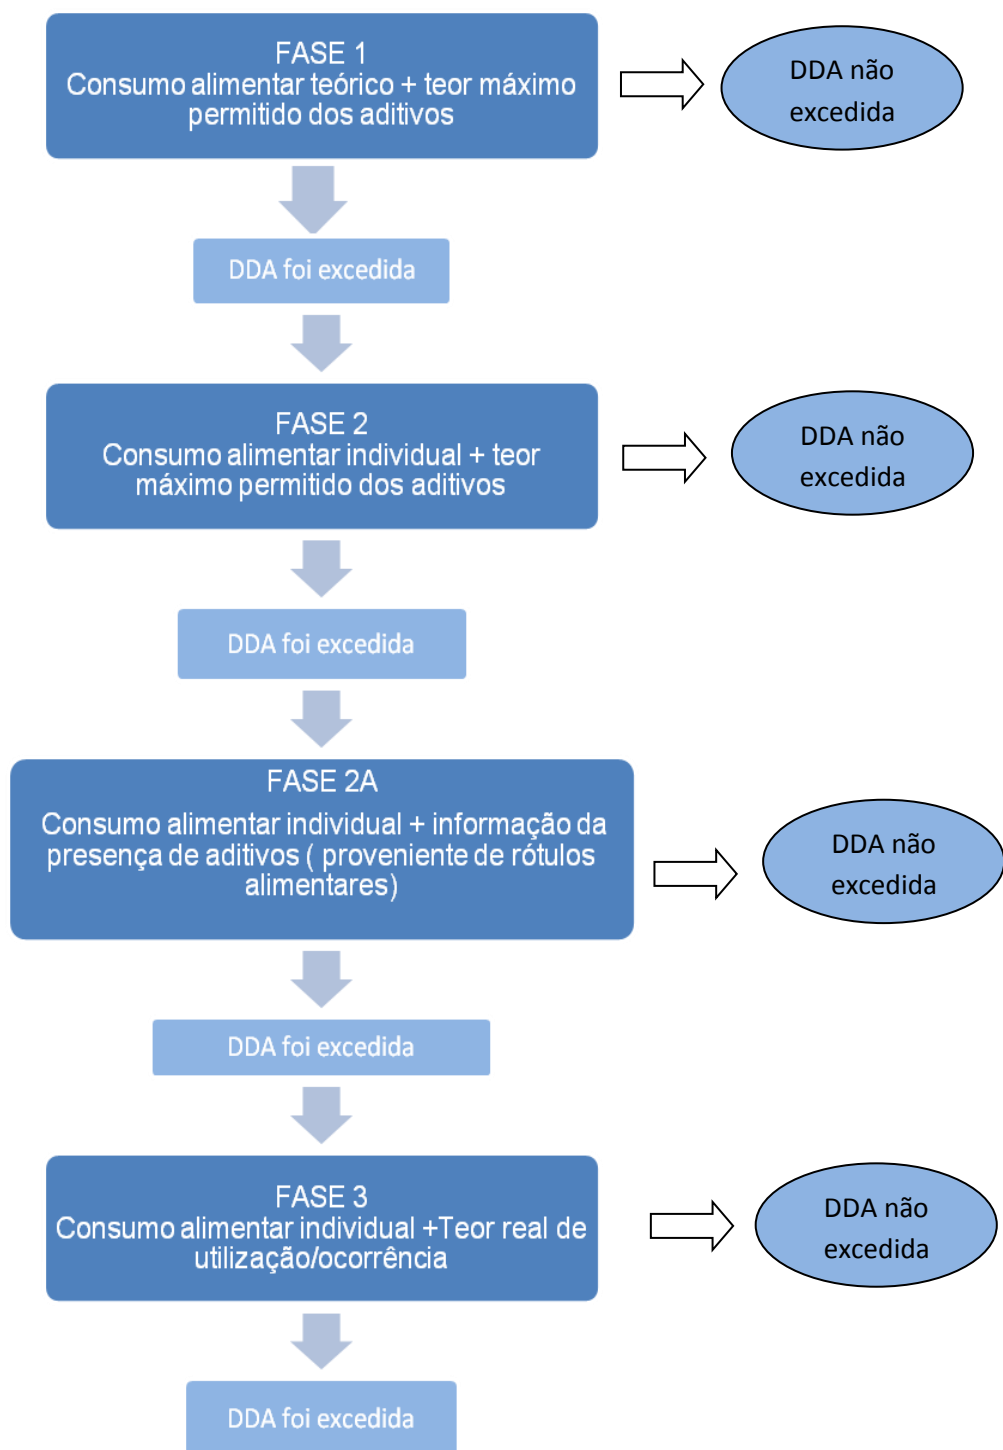 FASE 1
Consumo alimentar teórico + teor máximo
permitido dos aditivos
DDA não
excedida
DDA foi excedida
FASE 2
Consumo alimentar individual + teor
máximo permitido dos aditivos
DDA não
excedida
DDA foi excedida
FASE 2A
Consumo alimentar individual + informação da
presença de aditivos ( proveniente de rótulos
alimentares)
DDA não
excedida
DDA foi excedida
FASE 3
Consumo alimentar individual +Teor real de
utilização/ocorrência
DDA não
excedida
DDA foi excedida